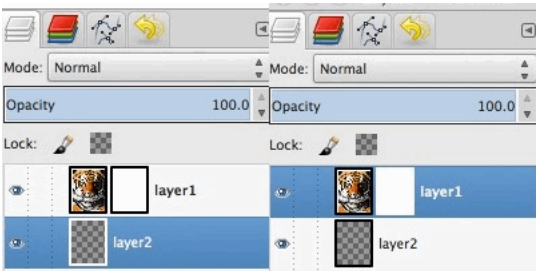 Mode: Normal
Opacity 100.0
Lock:
layer1
layer2
Mode: Normal
Opacity 100.0
Lock:
layer1
layer2